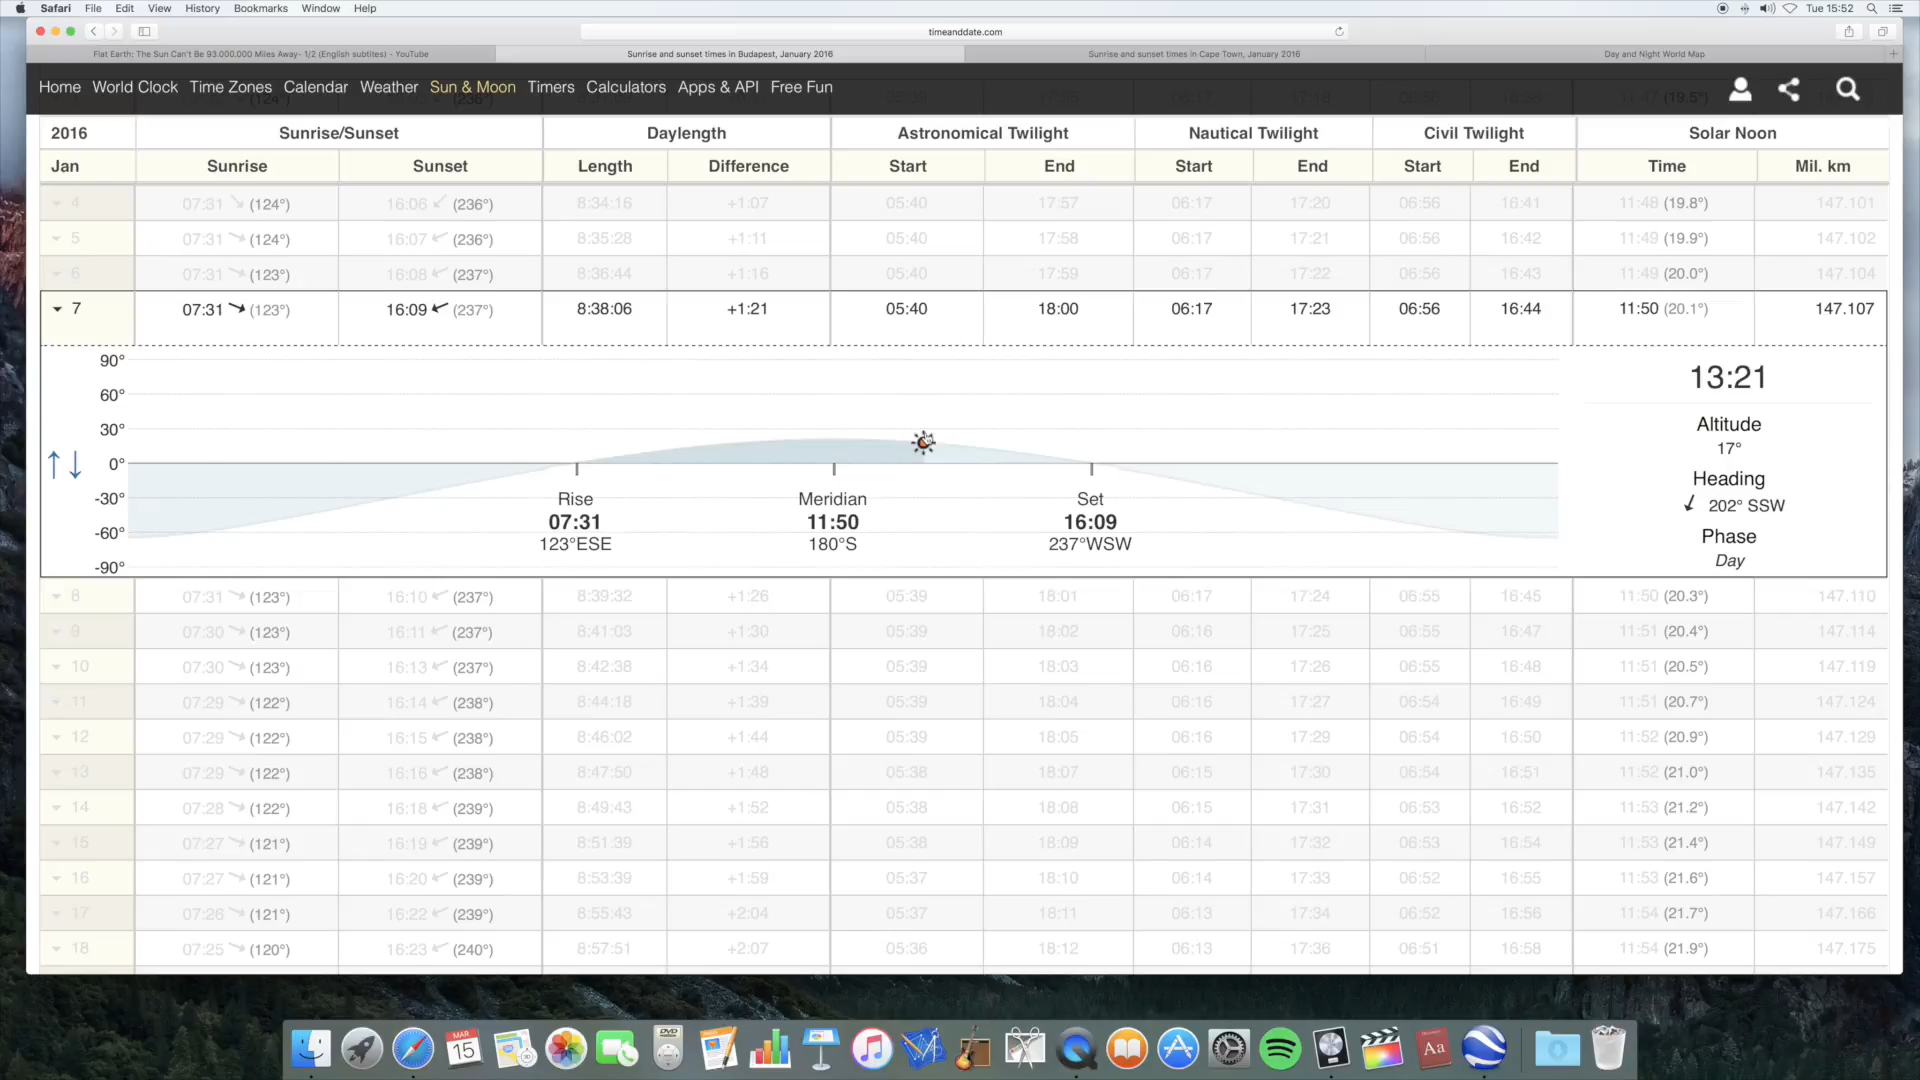 Safari File Edit View History Bookmarks Window Help Tue 15:52
timeanddate.com
Flat Earth: The Sun Can't Be 93.000.000 Miles Away- 1/2 (English subtites) - YouTube Sunrise and sunset times in Budapest, January 2016 Sunrise and sunset times in Cape Town, January 2016 Day and Night World Map
Home World Clock Time Zones Calendar Weather Sun & Moon Timers Calculators Apps & API Free Fun
2016 Sunrise/Sunset Daylength Astronomical Twilight Nautical Twilight Civil Twilight Solar Noon
Jan Sunrise Sunset Length Difference Start End Start End Start End Time Mil. km
4 07:31 (124°) 16:06 (236°) 8:34:16 +1:07 05:40 17:57 06:17 17:20 06:56 16:41 11:48 (19.8°) 147.101
5 07:31 (124°) 16:07 (236°) 8:35:28 +1:11 05:40 17:58 06:17 17:21 06:56 16:42 11:49 (19.9°) 147.102
6 07:31 (123°) 16:08 (237°) 8:36:44 +1:16 05:40 17:59 06:17 17:22 06:56 16:43 11:49 (20.0°) 147.104
7 07:31 (123°) 16:09 (237°) 8:38:06 +1:21 05:40 18:00 06:17 17:23 06:56 16:44 11:50 (20.1°) 147.107
90°
60°
30°
0°
-30°
-60°
-90°
Rise Meridian Set
07:31 11:50 16:09
123°ESE 180°S 237°WSW
13:21
Altitude
17°
Heading
202° SSW
Phase
Day
8 07:31 (123°) 16:10 (237°) 8:39:32 +1:26 05:39 18:01 06:17 17:24 06:55 16:45 11:50 (20.3°) 147.110
9 07:30 (123°) 16:11 (237°) 8:41:03 +1:30 05:39 18:02 06:16 17:25 06:55 16:47 11:51 (20.4°) 147.114
10 07:30 (123°) 16:13 (237°) 8:42:38 +1:34 05:39 18:03 06:16 17:26 06:55 16:48 11:51 (20.5°) 147.119
11 07:29 (122°) 16:14 (238°) 8:44:18 +1:39 05:39 18:04 06:16 17:27 06:54 16:49 11:51 (20.7°) 147.124
12 07:29 (122°) 16:15 (238°) 8:46:02 +1:44 05:39 18:05 06:16 17:29 06:54 16:50 11:52 (20.9°) 147.129
13 07:29 (122°) 16:16 (238°) 8:47:50 +1:48 05:38 18:07 06:15 17:30 06:54 16:51 11:52 (21.0°) 147.135
14 07:28 (122°) 16:18 (239°) 8:49:43 +1:52 05:38 18:08 06:15 17:31 06:53 16:52 11:53 (21.2°) 147.142
15 07:27 (121°) 16:19 (239°) 8:51:39 +1:56 05:38 18:09 06:14 17:32 06:53 16:54 11:53 (21.4°) 147.149
16 07:27 (121°) 16:20 (239°) 8:53:39 +1:59 05:37 18:10 06:14 17:33 06:52 16:55 11:53 (21.6°) 147.157
17 07:26 (121°) 16:22 (239°) 8:55:43 +2:04 05:37 18:11 06:13 17:34 06:52 16:56 11:54 (21.7°) 147.166
18 07:25 (120°) 16:23 (240°) 8:57:51 +2:07 05:36 18:12 06:13 17:36 06:51 16:58 11:54 (21.9°) 147.175
MAR
15
DVD
Aa